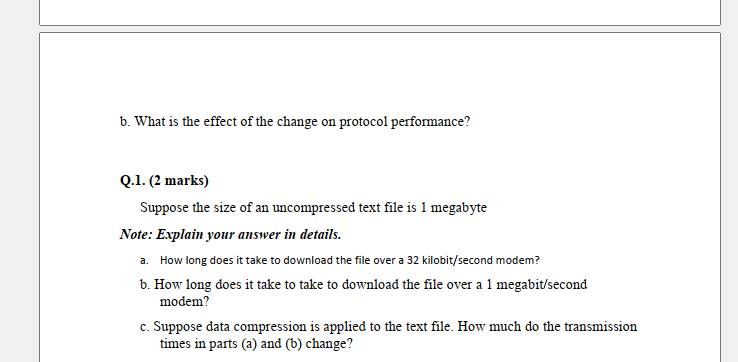 b. What is the effect of the change on protocol performance?
Q.1. (2 marks)
Suppose the size of an uncompressed text file is 1 megabyte
Note: Explain your answer in details.
a. How long does it take to download the file over a 32 kilobit/second modem?
b. How long does it take to take to download the file over a 1 megabit/second
modem?
c. Suppose data compression is applied to the text file. How much do the transmission
times in parts (a) and (b) change?